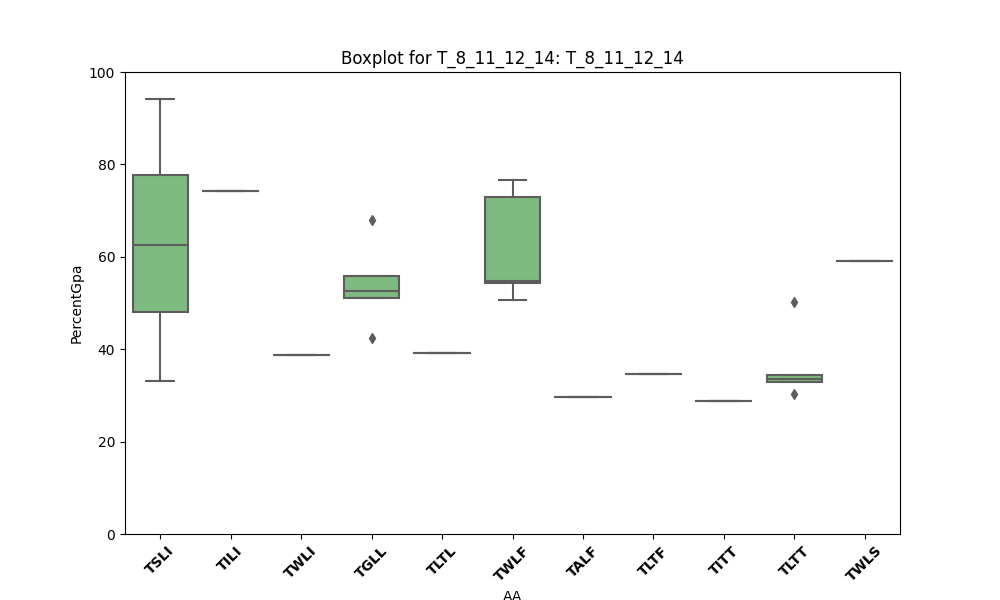 Boxplot for T_8_11_12_14: T_8_11_12_14
100
80
60
40
20
0
PercentGpa
TSLI
TILI
TWLI
TGLL
TLTL
TWLF
TALF
TLTF
TITT
TLTT
TWLS
AA